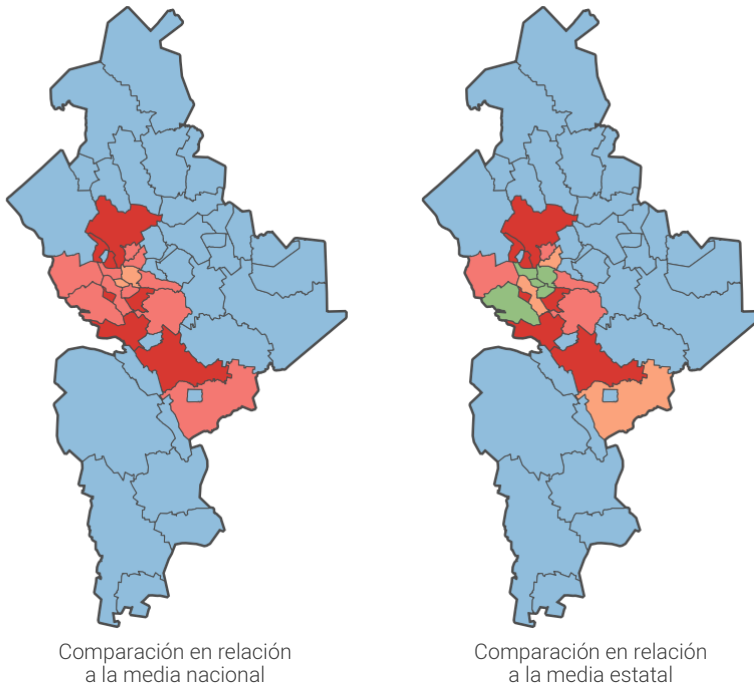 Comparación en relación
a la media nacional
Comparación en relación
a la media estatal